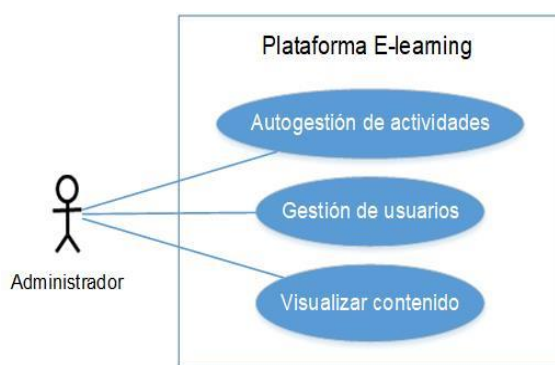 Plataforma E-learning
Autogestión de actividades
Gestión de usuarios
Administrador
Visualizar contenido